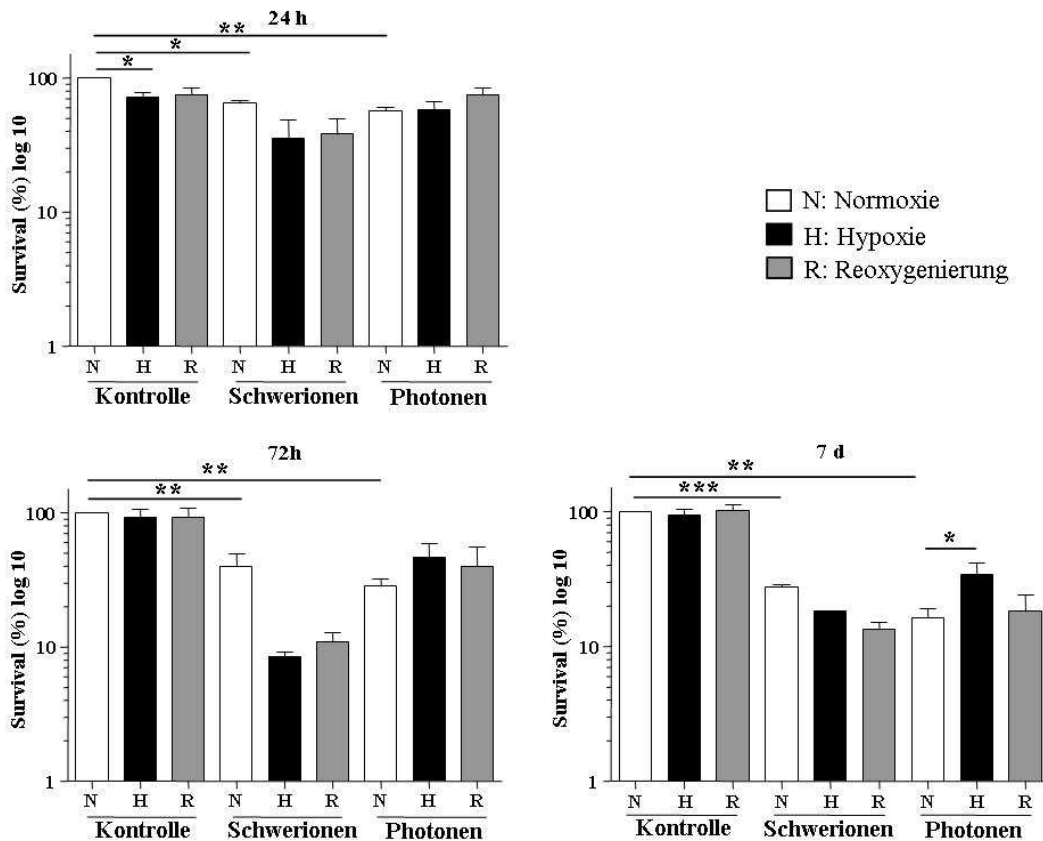 24 h
**
*
*
Survival (%) log 10
100
10
1
N H R N H R N H R
Kontrolle Schwerionen Photonen
N: Normoxie
H: Hypoxie
R: Reoxygenierung
72h
**
**
Survival (%) log 10
100
10
1
N H R N H R N H R
Kontrolle Schwerionen Photonen
7 d
**
***
*
Survival (%) log 10
100
10
1
N H R N H R N H R
Kontrolle Schwerionen Photonen